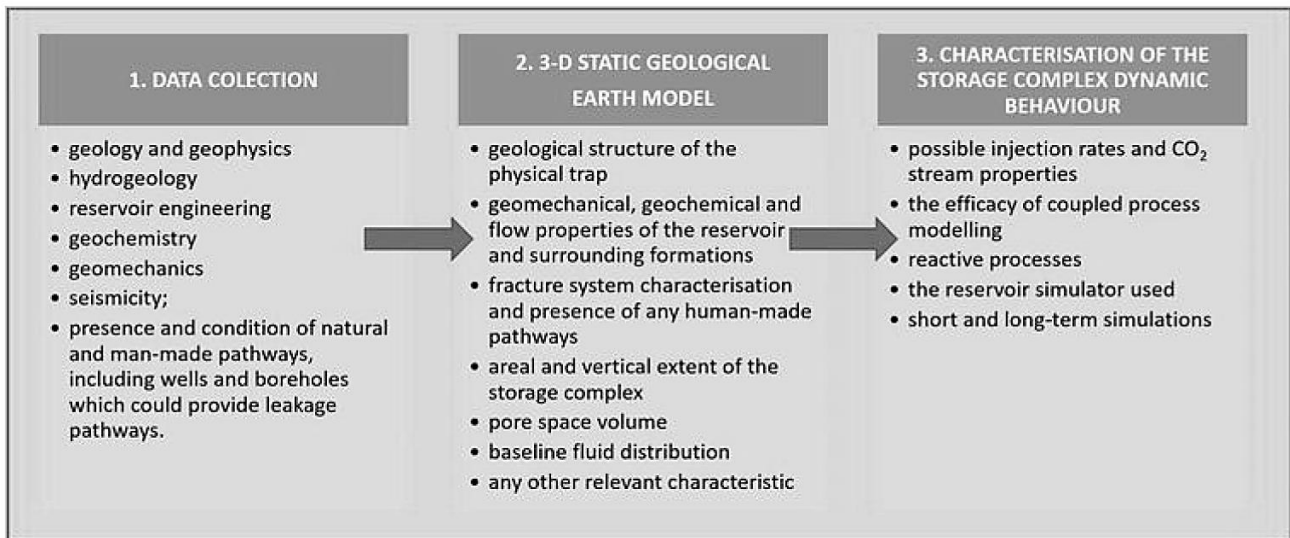 1. DATA COLECTION
• geology and geophysics
• hydrogeology
• reservoir engineering
• geochemistry
• geomechanics
• seismicity;
• presence and condition of natural
and man-made pathways,
including wells and boreholes
which could provide leakage
pathways.
2. 3-D STATIC GEOLOGICAL
EARTH MODEL
• geological structure of the
physical trap
• geomechanical, geochemical and
flow properties of the reservoir
and surrounding formations
• fracture system characterisation
and presence of any human-made
pathways
• areal and vertical extent of the
storage complex
• pore space volume
• baseline fluid distribution
• any other relevant characteristic
3. CHARACTERISATION OF THE
STORAGE COMPLEX DYNAMIC
BEHAVIOUR
• possible injection rates and CO₂
stream properties
• the efficacy of coupled process
modelling
• reactive processes
• the reservoir simulator used
• short and long-term simulations